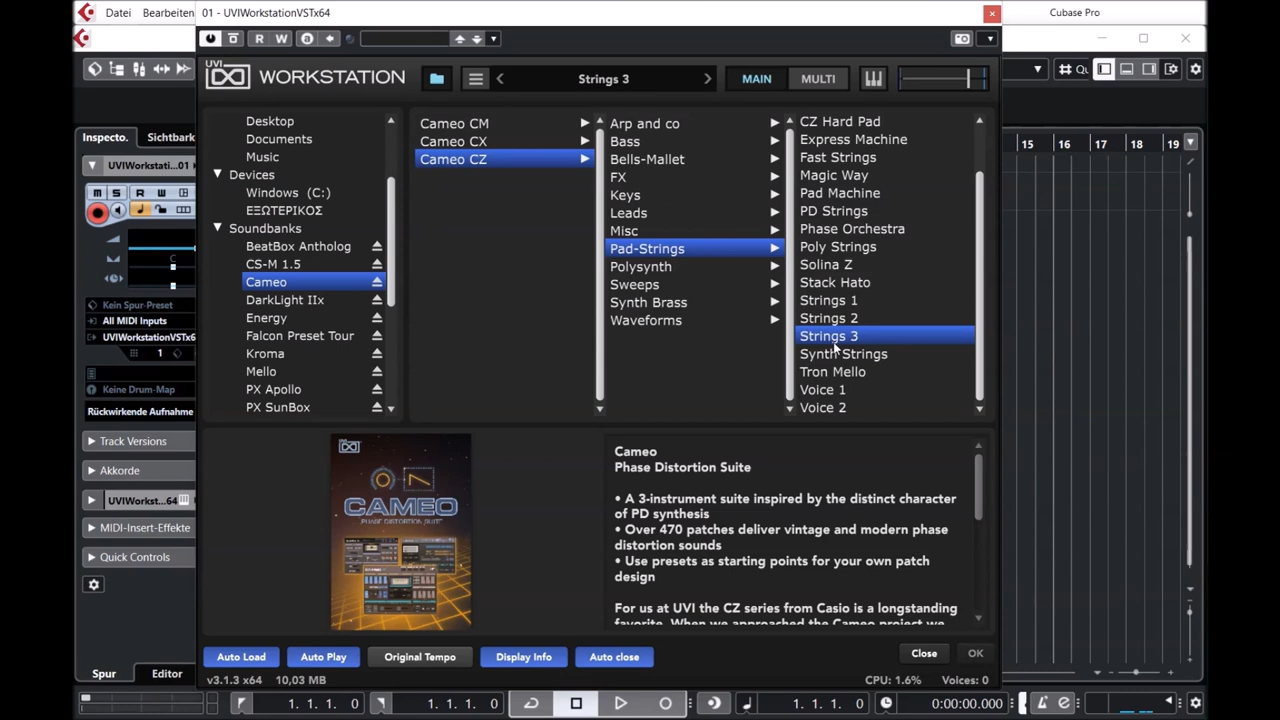 Datei Bearbeiten
01 - UVIWorkstationVSTx64
Cubase Pro
R W
UVI WORKSTATION
Strings 3
MAIN MULTI
QL
Inspecto. Sichtbark
UVIWorkstati...01
M S R W
C
Kein Spur-Preset
All MIDI Inputs
UVIWorkstationVSTx6
1
Keine Drum-Map
Rückwirkende Aufnahme
Track Versions
Akkorde
UVIWorkst...64
MIDI-Insert-Effekte
Quick Controls
Spur Editor
Desktop
Documents
Music
Devices
Windows (C:)
ΕΞΩΤΕΡΙΚΟΣ
Soundbanks
BeatBox Antholog
CS-M 1.5
Cameo
DarkLight IIx
Energy
Falcon Preset Tour
Kroma
Mello
PX Apollo
PX SunBox
Cameo CM
Cameo CX
Cameo CZ
Arp and co
Bass
Bells-Mallet
FX
Keys
Leads
Misc
Pad-Strings
Polysynth
Sweeps
Synth Brass
Waveforms
CZ Hard Pad
Express Machine
Fast Strings
Magic Way
Pad Machine
PD Strings
Phase Orchestra
Poly Strings
Solina Z
Stack Hato
Strings 1
Strings 2
Strings 3
Synth Strings
Tron Mello
Voice 1
Voice 2
15 16 17 18 19
UVI
CAMEO
PHASE DISTORTION SUITE
Cameo
Phase Distortion Suite
• A 3-instrument suite inspired by the distinct character
of PD synthesis
• Over 470 patches deliver vintage and modern phase
distortion sounds
• Use presets as starting points for your own patch
design
For us at UVI the CZ series from Casio is a longstanding
favorite. When we approached the Cameo project we
Auto Load Auto Play Original Tempo Display Info Auto close Close OK
v3.1.3 x64 10,03 MB CPU: 1.6% Voices: 0
1. 1. 1. 0 1. 1. 1. 0 1. 1. 1. 0 0:00:00.000